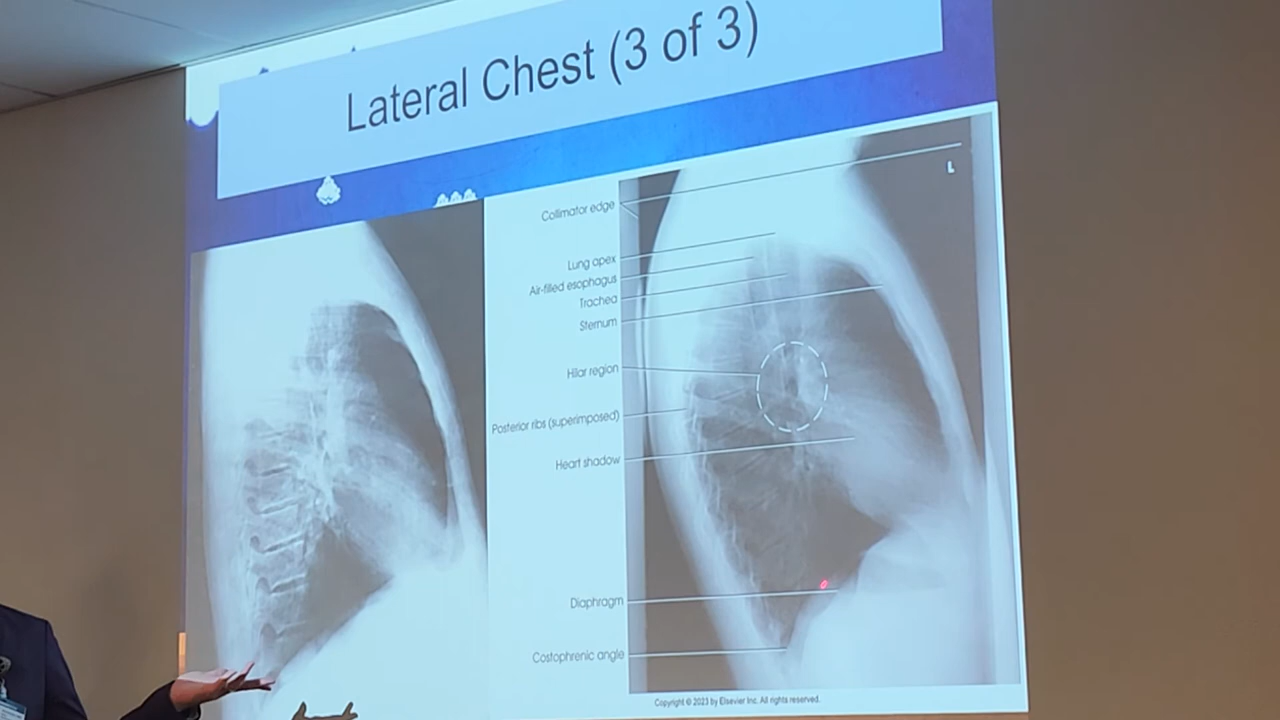 Lateral Chest (3 of 3)
L
Collimator edge
Lung apex
Air-filled esophagus
Trachea
Sternum
Hilar region
Posterior ribs (superimposed)
Heart shadow
Diaphragm
Costophrenic angle
Copyright © 2023 by Elsevier Inc. All rights reserved.